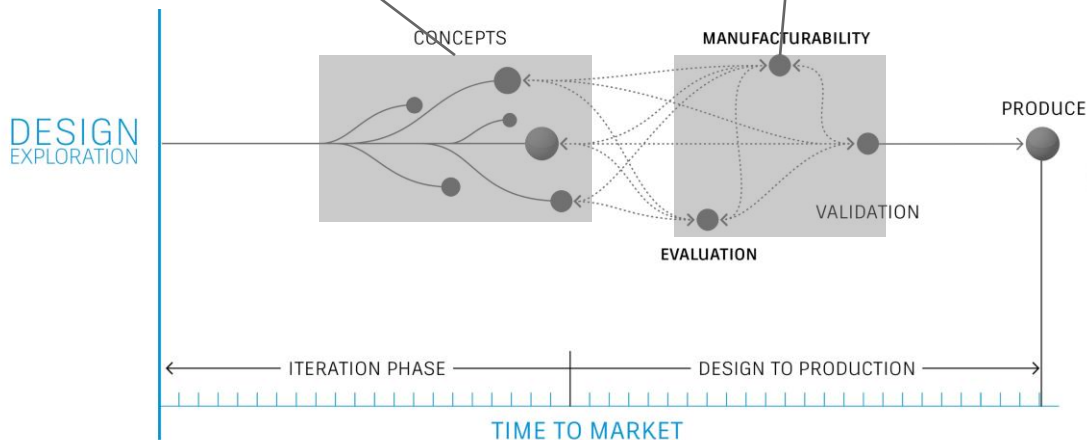 CONCEPTS
MANUFACTURABILITY
PRODUCE
DESIGN
EXPLORATION
VALIDATION
EVALUATION
ITERATION PHASE
DESIGN TO PRODUCTION
TIME TO MARKET